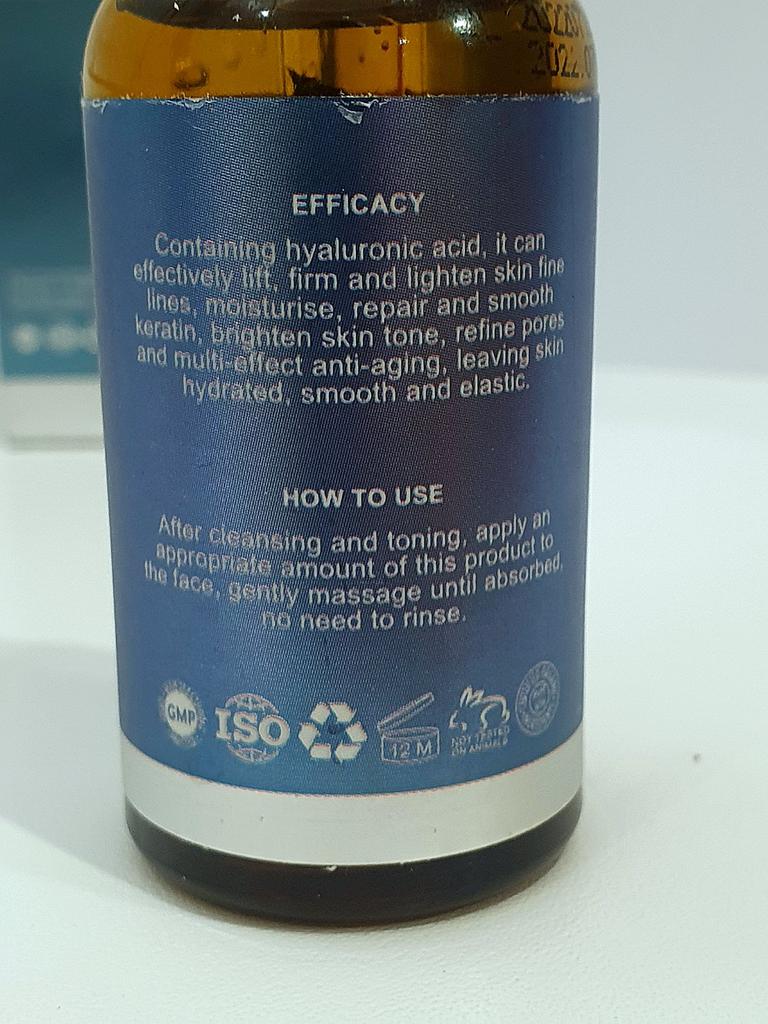 EFFICACY
Containing hyaluronic acid, it can
effectively lift, firm and lighten skin fine
lines, moisturise, repair and smooth
keratin, brighten skin tone, refine pores
and multi-effect anti-aging, leaving skin
hydrated, smooth and elastic.
HOW TO USE
After cleansing and toning, apply an
appropriate amount of this product to
the face, gently massage until absorbed,
no need to rinse.
GMP
ISO
12 M
NOT TESTED
ON ANIMALS